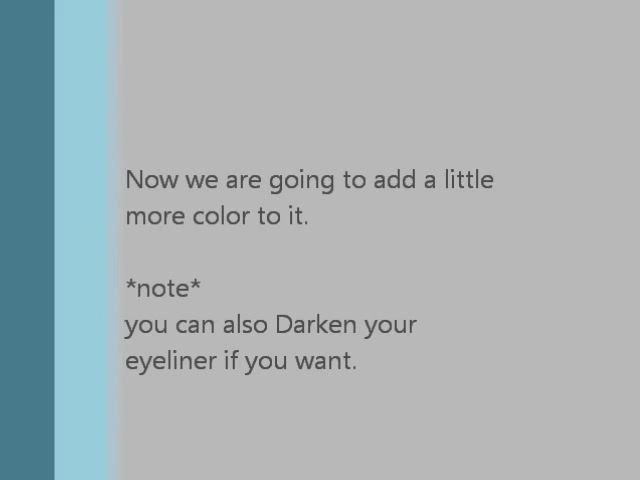 Now we are going to add a little
more color to it.
*note*
you can also Darken your
eyeliner if you want.